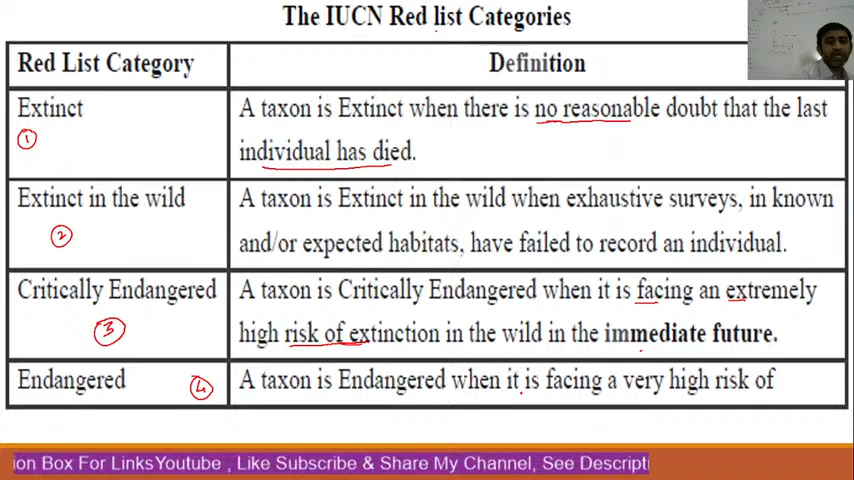 The IUCN Red list Categories
Red List Category
Definition
Extinct
A taxon is Extinct when there is no reasonable doubt that the last
individual has died.
1
Extinct in the wild
A taxon is Extinct in the wild when exhaustive surveys, in known
and/or expected habitats, have failed to record an individual.
2
Critically Endangered
A taxon is Critically Endangered when it is facing an extremely
high risk of extinction in the wild in the immediate future.
3
Endangered
4
A taxon is Endangered when it is facing a very high risk of
ion Box For LinksYoutube , Like Subscribe & Share My Channel, See Descripti